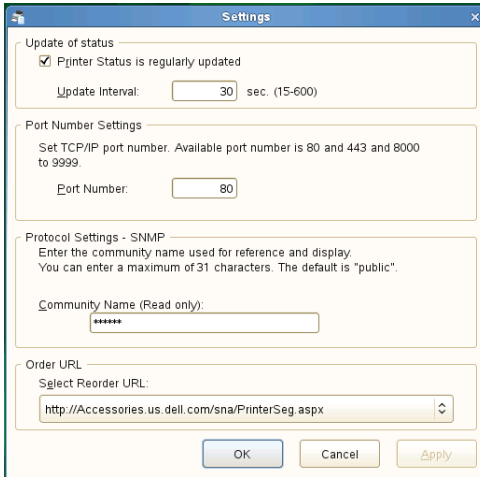 Settings
Update of status
Printer Status is regularly updated
Update Interval: 30 sec. (15-600)
Port Number Settings
Set TCP/IP port number. Available port number is 80 and 443 and 8000
to 9999.
Port Number: 80
Protocol Settings - SNMP
Enter the community name used for reference and display.
You can enter a maximum of 31 characters. The default is "public".
Community Name (Read only):
******
Order URL
Select Reorder URL:
http://Accessories.us.dell.com/sna/PrinterSeg.aspx
OK Cancel Apply